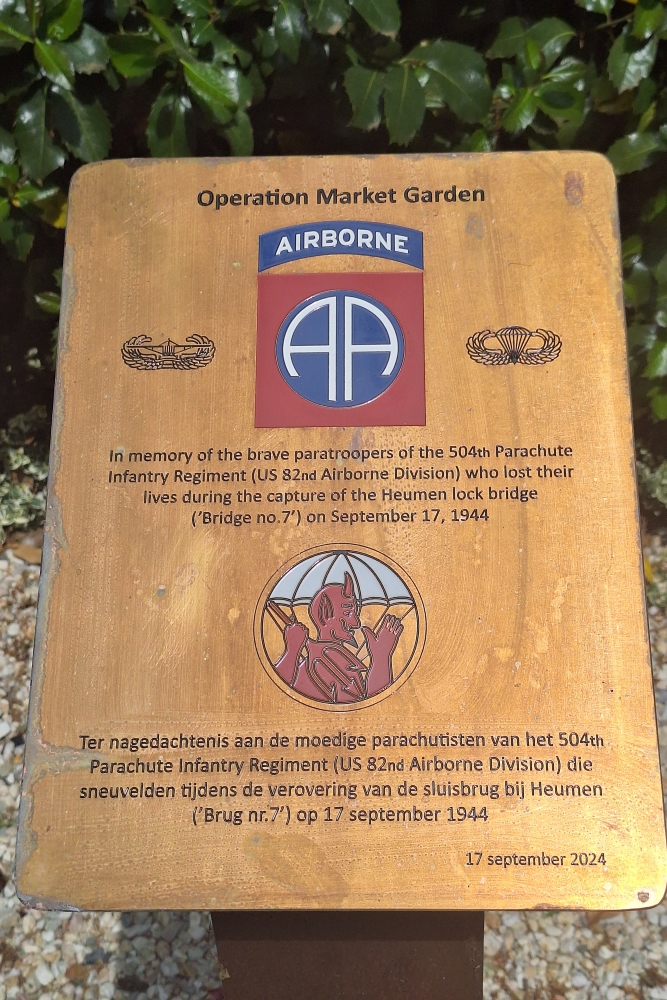 Operation Market Garden
AIRBORNE
AA
In memory of the brave paratroopers of the 504th Parachute
Infantry Regiment (US 82nd Airborne Division) who lost their
lives during the capture of the Heumen lock bridge
('Bridge no.7') on September 17, 1944
Ter nagedachtenis aan de moedige parachutisten van het 504th
Parachute Infantry Regiment (US 82nd Airborne Division) die
sneuvelden tijdens de verovering van de sluisbrug bij Heumen
('Brug nr.7') op 17 september 1944
17 september 2024